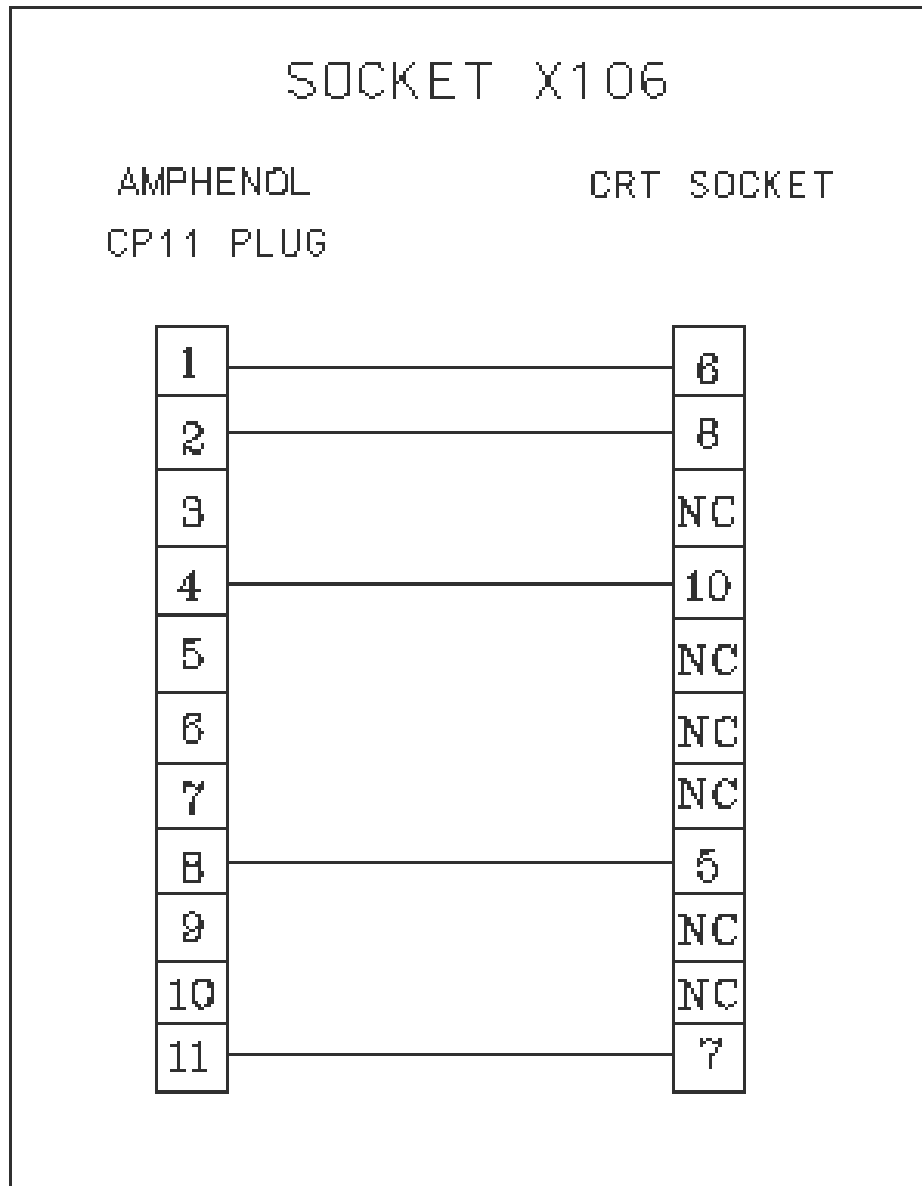 SOCKET X106
AMPHENOL CRT SOCKET
CP11 PLUG
1 6
2 8
3 NC
4 10
5 NC
6 NC
7 NC
8 5
9 NC
10 NC
11 7